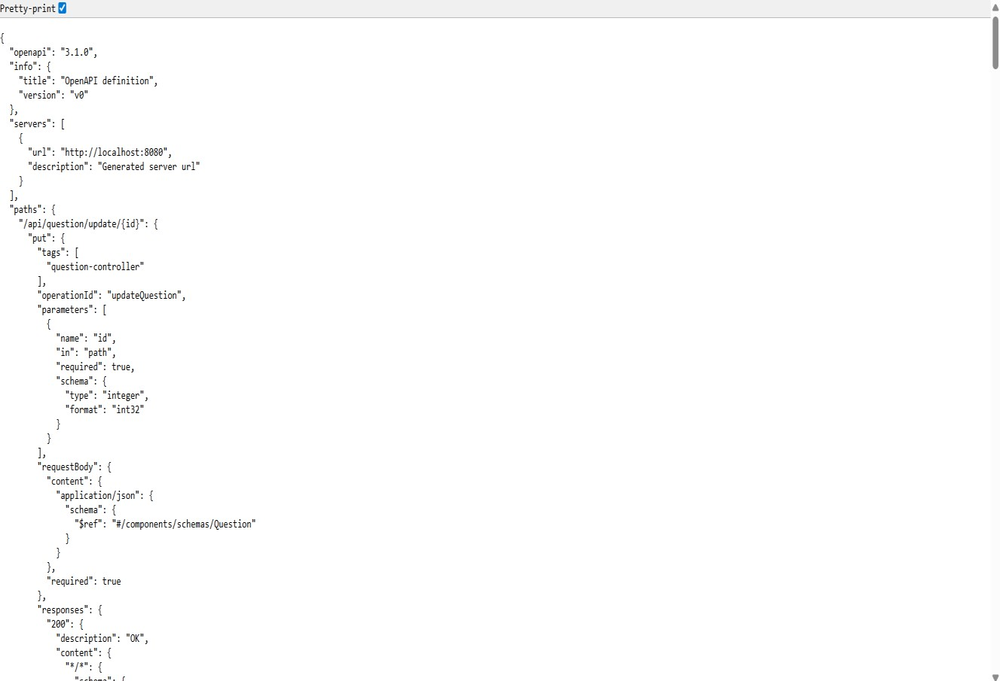 Pretty-print
{
  "openapi": "3.1.0",
  "info": {
    "title": "OpenAPI definition",
    "version": "v0"
  },
  "servers": [
    {
      "url": "http://localhost:8080",
      "description": "Generated server url"
    }
  ],
  "paths": {
    "/api/question/update/{id}": {
      "put": {
        "tags": [
          "question-controller"
        ],
        "operationId": "updateQuestion",
        "parameters": [
          {
            "name": "id",
            "in": "path",
            "required": true,
            "schema": {
              "type": "integer",
              "format": "int32"
            }
          }
        ],
        "requestBody": {
          "content": {
            "application/json": {
              "schema": {
                "$ref": "#/components/schemas/Question"
              }
            }
          },
          "required": true
        },
        "responses": {
          "200": {
            "description": "OK",
            "content": {
              "*/*": {
                "schema": {